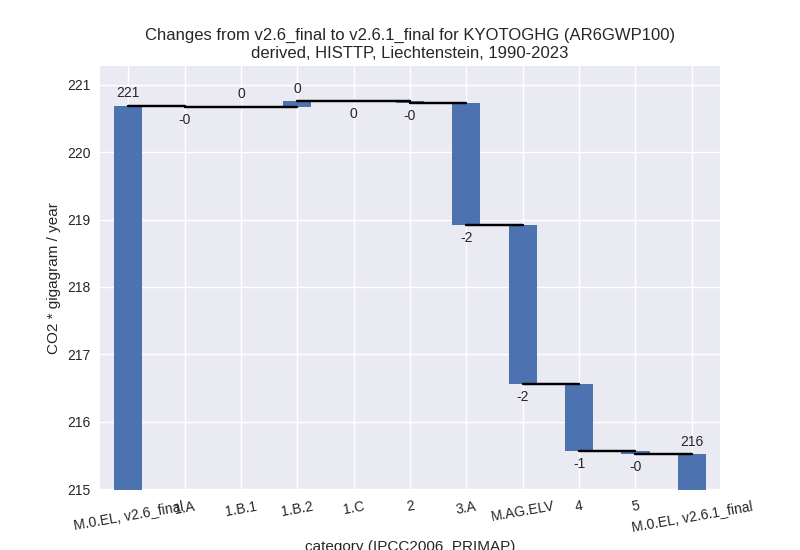 Changes from v2.6_final to v2.6.1_final for KYOTOGHG (AR6GWP100)
derived, HISTTP, Liechtenstein, 1990-2023
CO2 * gigagram / year
221
220
219
218
217
216
215
221
-0
0
0
0
-0
-2
-2
-1
-0
216
M.0.EL, v2.6_final
1.A
1.B.1
1.B.2
1.C
2
3.A
M.AG.ELV
4
5
M.0.EL, v2.6.1_final
category (IPCC2006_PRIMAP)